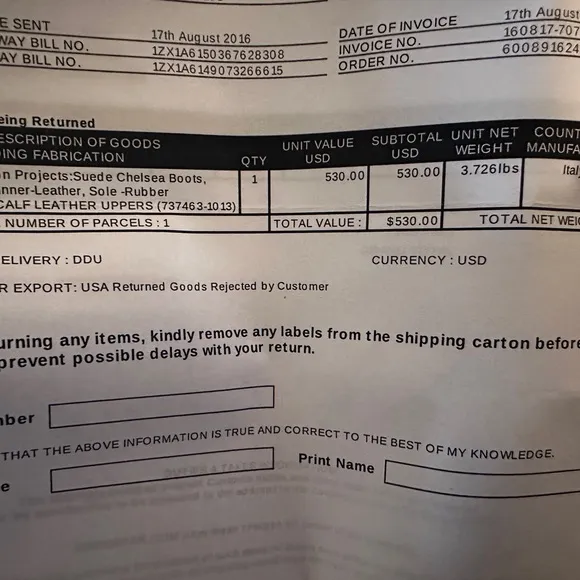 E SENT 17th August 2016 DATE OF INVOICE 17th August
WAY BILL NO. 1ZX1A6150367628308 INVOICE NO. 160817-707
AY BILL NO. 1ZX1A6149073266615 ORDER NO. 600891624
eing Returned
ESCRIPTION OF GOODS
DING FABRICATION QTY UNIT VALUE USD SUBTOTAL USD UNIT NET WEIGHT COUNT MANUFA
n Projects:Suede Chelsea Boots, 1 530.00 530.00 3.726lbs Ital
nner-Leather, Sole -Rubber
CALF LEATHER UPPERS (737463-1013)
NUMBER OF PARCELS : 1 TOTAL VALUE : $530.00 TOTAL NET WEIG
ELIVERY : DDU CURRENCY : USD
R EXPORT: USA Returned Goods Rejected by Customer
urning any items, kindly remove any labels from the shipping carton before
prevent possible delays with your return.
mber
THAT THE ABOVE INFORMATION IS TRUE AND CORRECT TO THE BEST OF MY KNOWLEDGE.
e Print Name